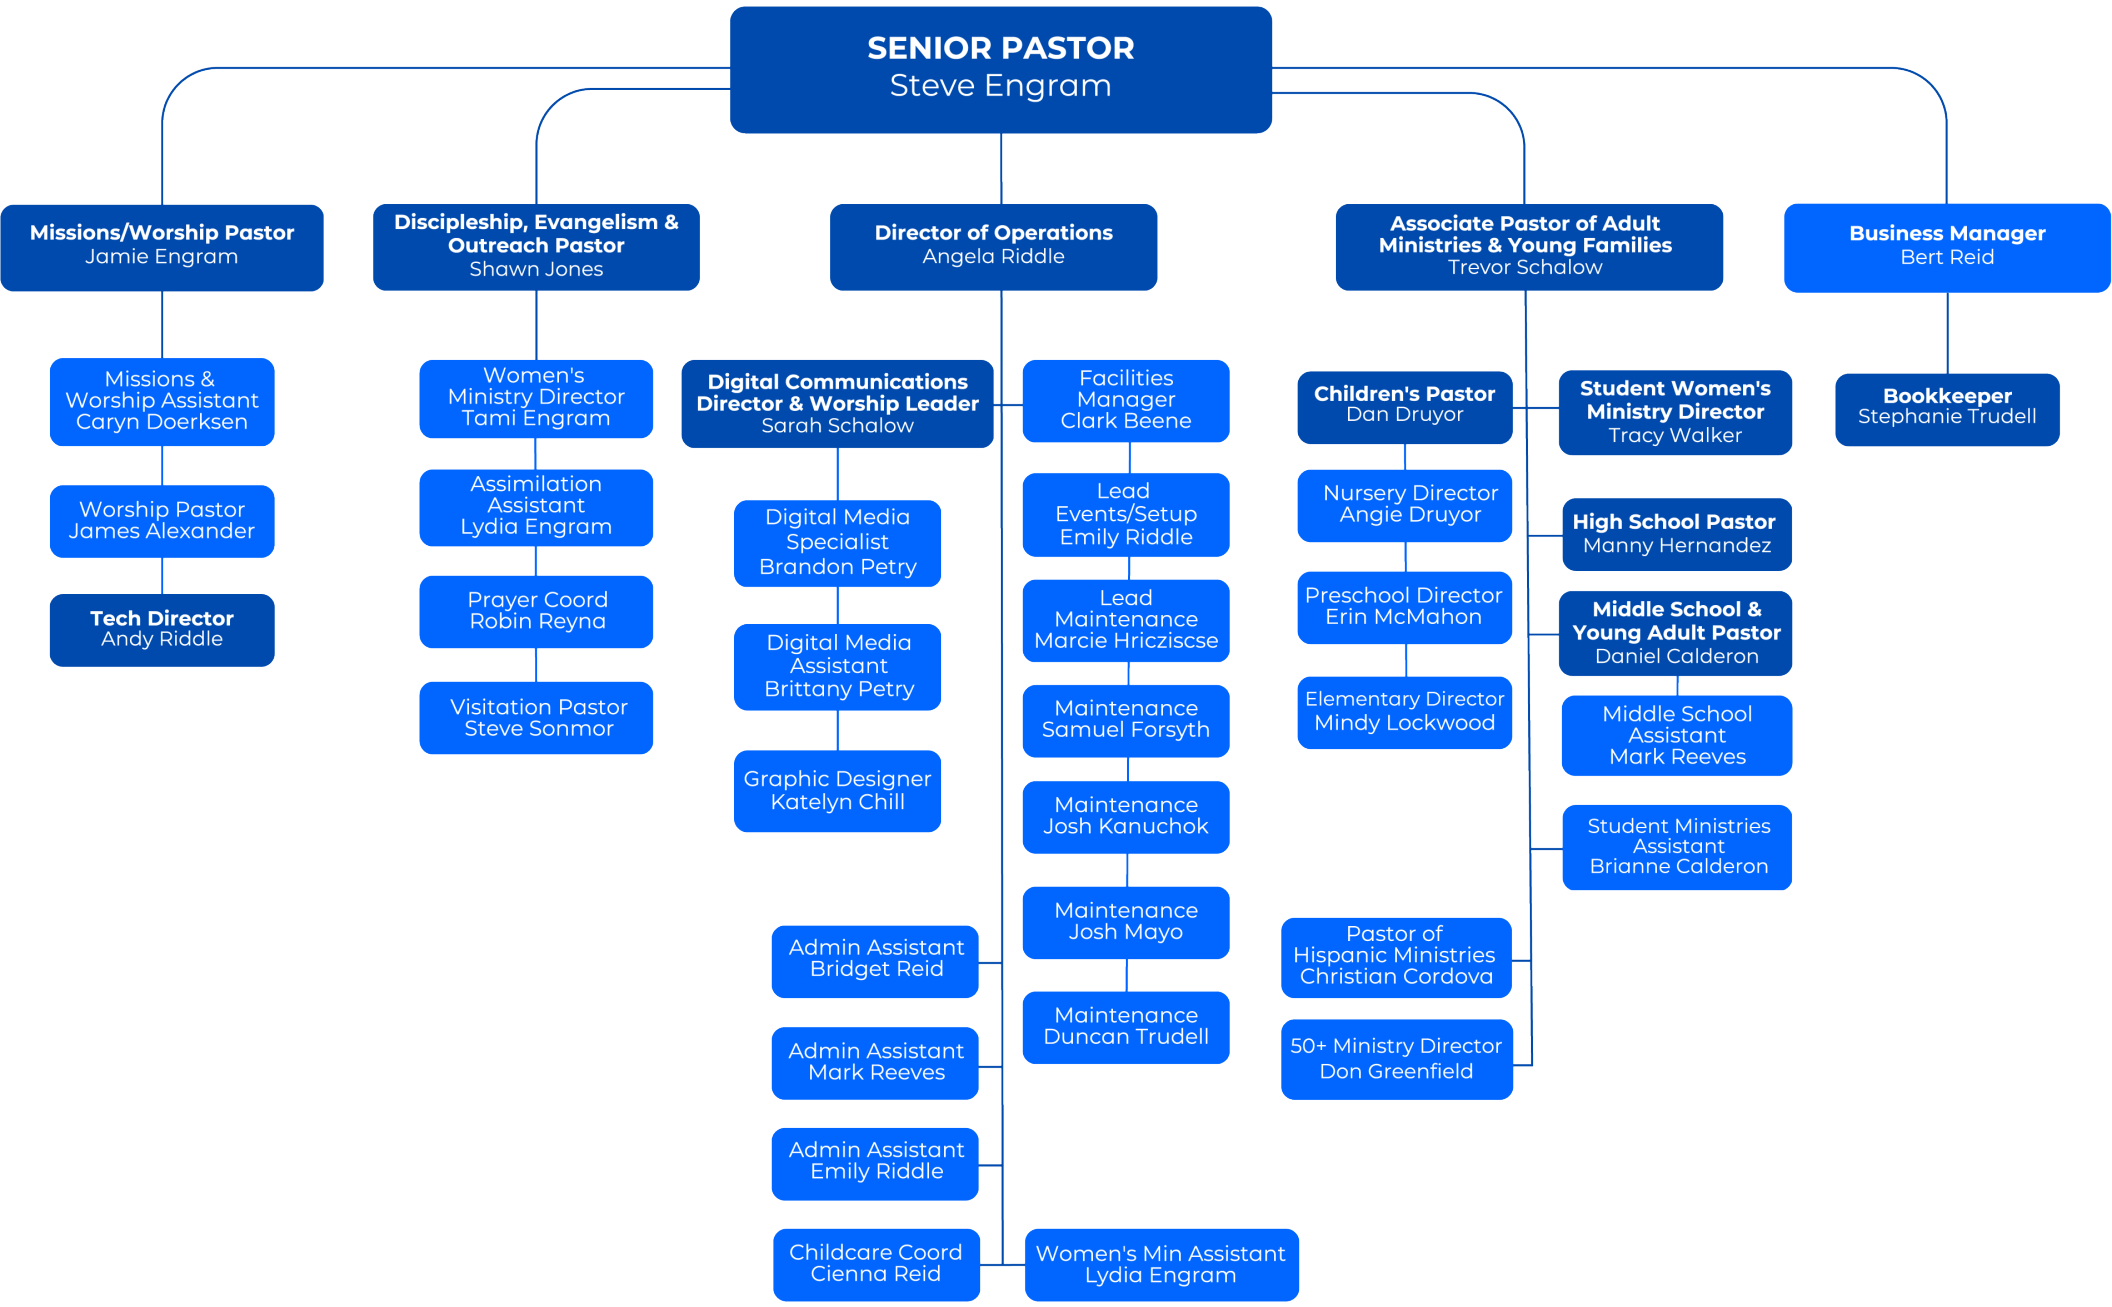 SENIOR PASTOR
Steve Engram
Missions/Worship Pastor
Jamie Engram
Missions &
Worship Assistant
Caryn Doerksen
Worship Pastor
James Alexander
Tech Director
Andy Riddle
Discipleship, Evangelism &
Outreach Pastor
Shawn Jones
Women's
Ministry Director
Tami Engram
Assimilation
Assistant
Lydia Engram
Prayer Coord
Robin Reyna
Visitation Pastor
Steve Sonmor
Director of Operations
Angela Riddle
Digital Communications
Director & Worship Leader
Sarah Schalow
Digital Media
Specialist
Brandon Petry
Digital Media
Assistant
Brittany Petry
Graphic Designer
Katelyn Chill
Facilities
Manager
Clark Beene
Lead
Events/Setup
Emily Riddle
Lead
Maintenance
Marcie Hricziscse
Maintenance
Samuel Forsyth
Maintenance
Josh Kanuchok
Maintenance
Josh Mayo
Maintenance
Duncan Trudell
Admin Assistant
Bridget Reid
Admin Assistant
Mark Reeves
Admin Assistant
Emily Riddle
Childcare Coord
Cienna Reid
Women's Min Assistant
Lydia Engram
Associate Pastor of Adult
Ministries & Young Families
Trevor Schalow
Children's Pastor
Dan Druyor
Nursery Director
Angie Druyor
Preschool Director
Erin McMahon
Elementary Director
Mindy Lockwood
Student Women's
Ministry Director
Tracy Walker
High School Pastor
Manny Hernandez
Middle School &
Young Adult Pastor
Daniel Calderon
Middle School
Assistant
Mark Reeves
Student Ministries
Assistant
Brianne Calderon
Pastor of
Hispanic Ministries
Christian Cordova
50+ Ministry Director
Don Greenfield
Business Manager
Bert Reid
Bookkeeper
Stephanie Trudell